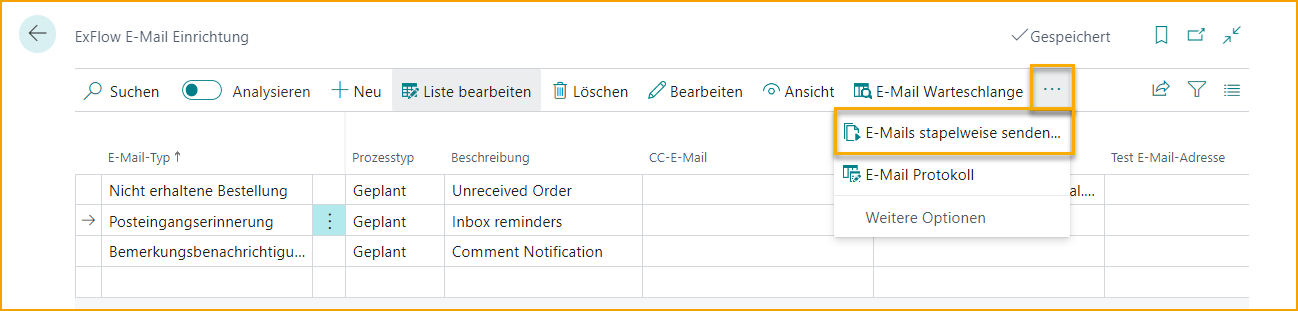 ExFlow E-Mail Einrichtung
Gespeichert
Suchen Analysieren Neu Liste bearbeiten Löschen Bearbeiten Ansicht E-Mail Warteschlange ...
E-Mails stapelweise senden...
E-Mail Protokoll
Weitere Optionen
E-Mail-Typ ↑ Prozesstyp Beschreibung CC-E-Mail Test E-Mail-Adresse
Nicht erhaltene Bestellung Geplant Unreceived Order al....
Posteingangserinnerung Geplant Inbox reminders
Bemerkungsbenachrichtigu... Geplant Comment Notification